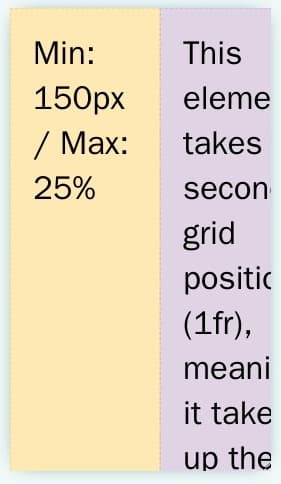 Min:
150px
/ Max:
25%
This
eleme
takes
secon
grid
positic
(1fr),
meani
it take
up the